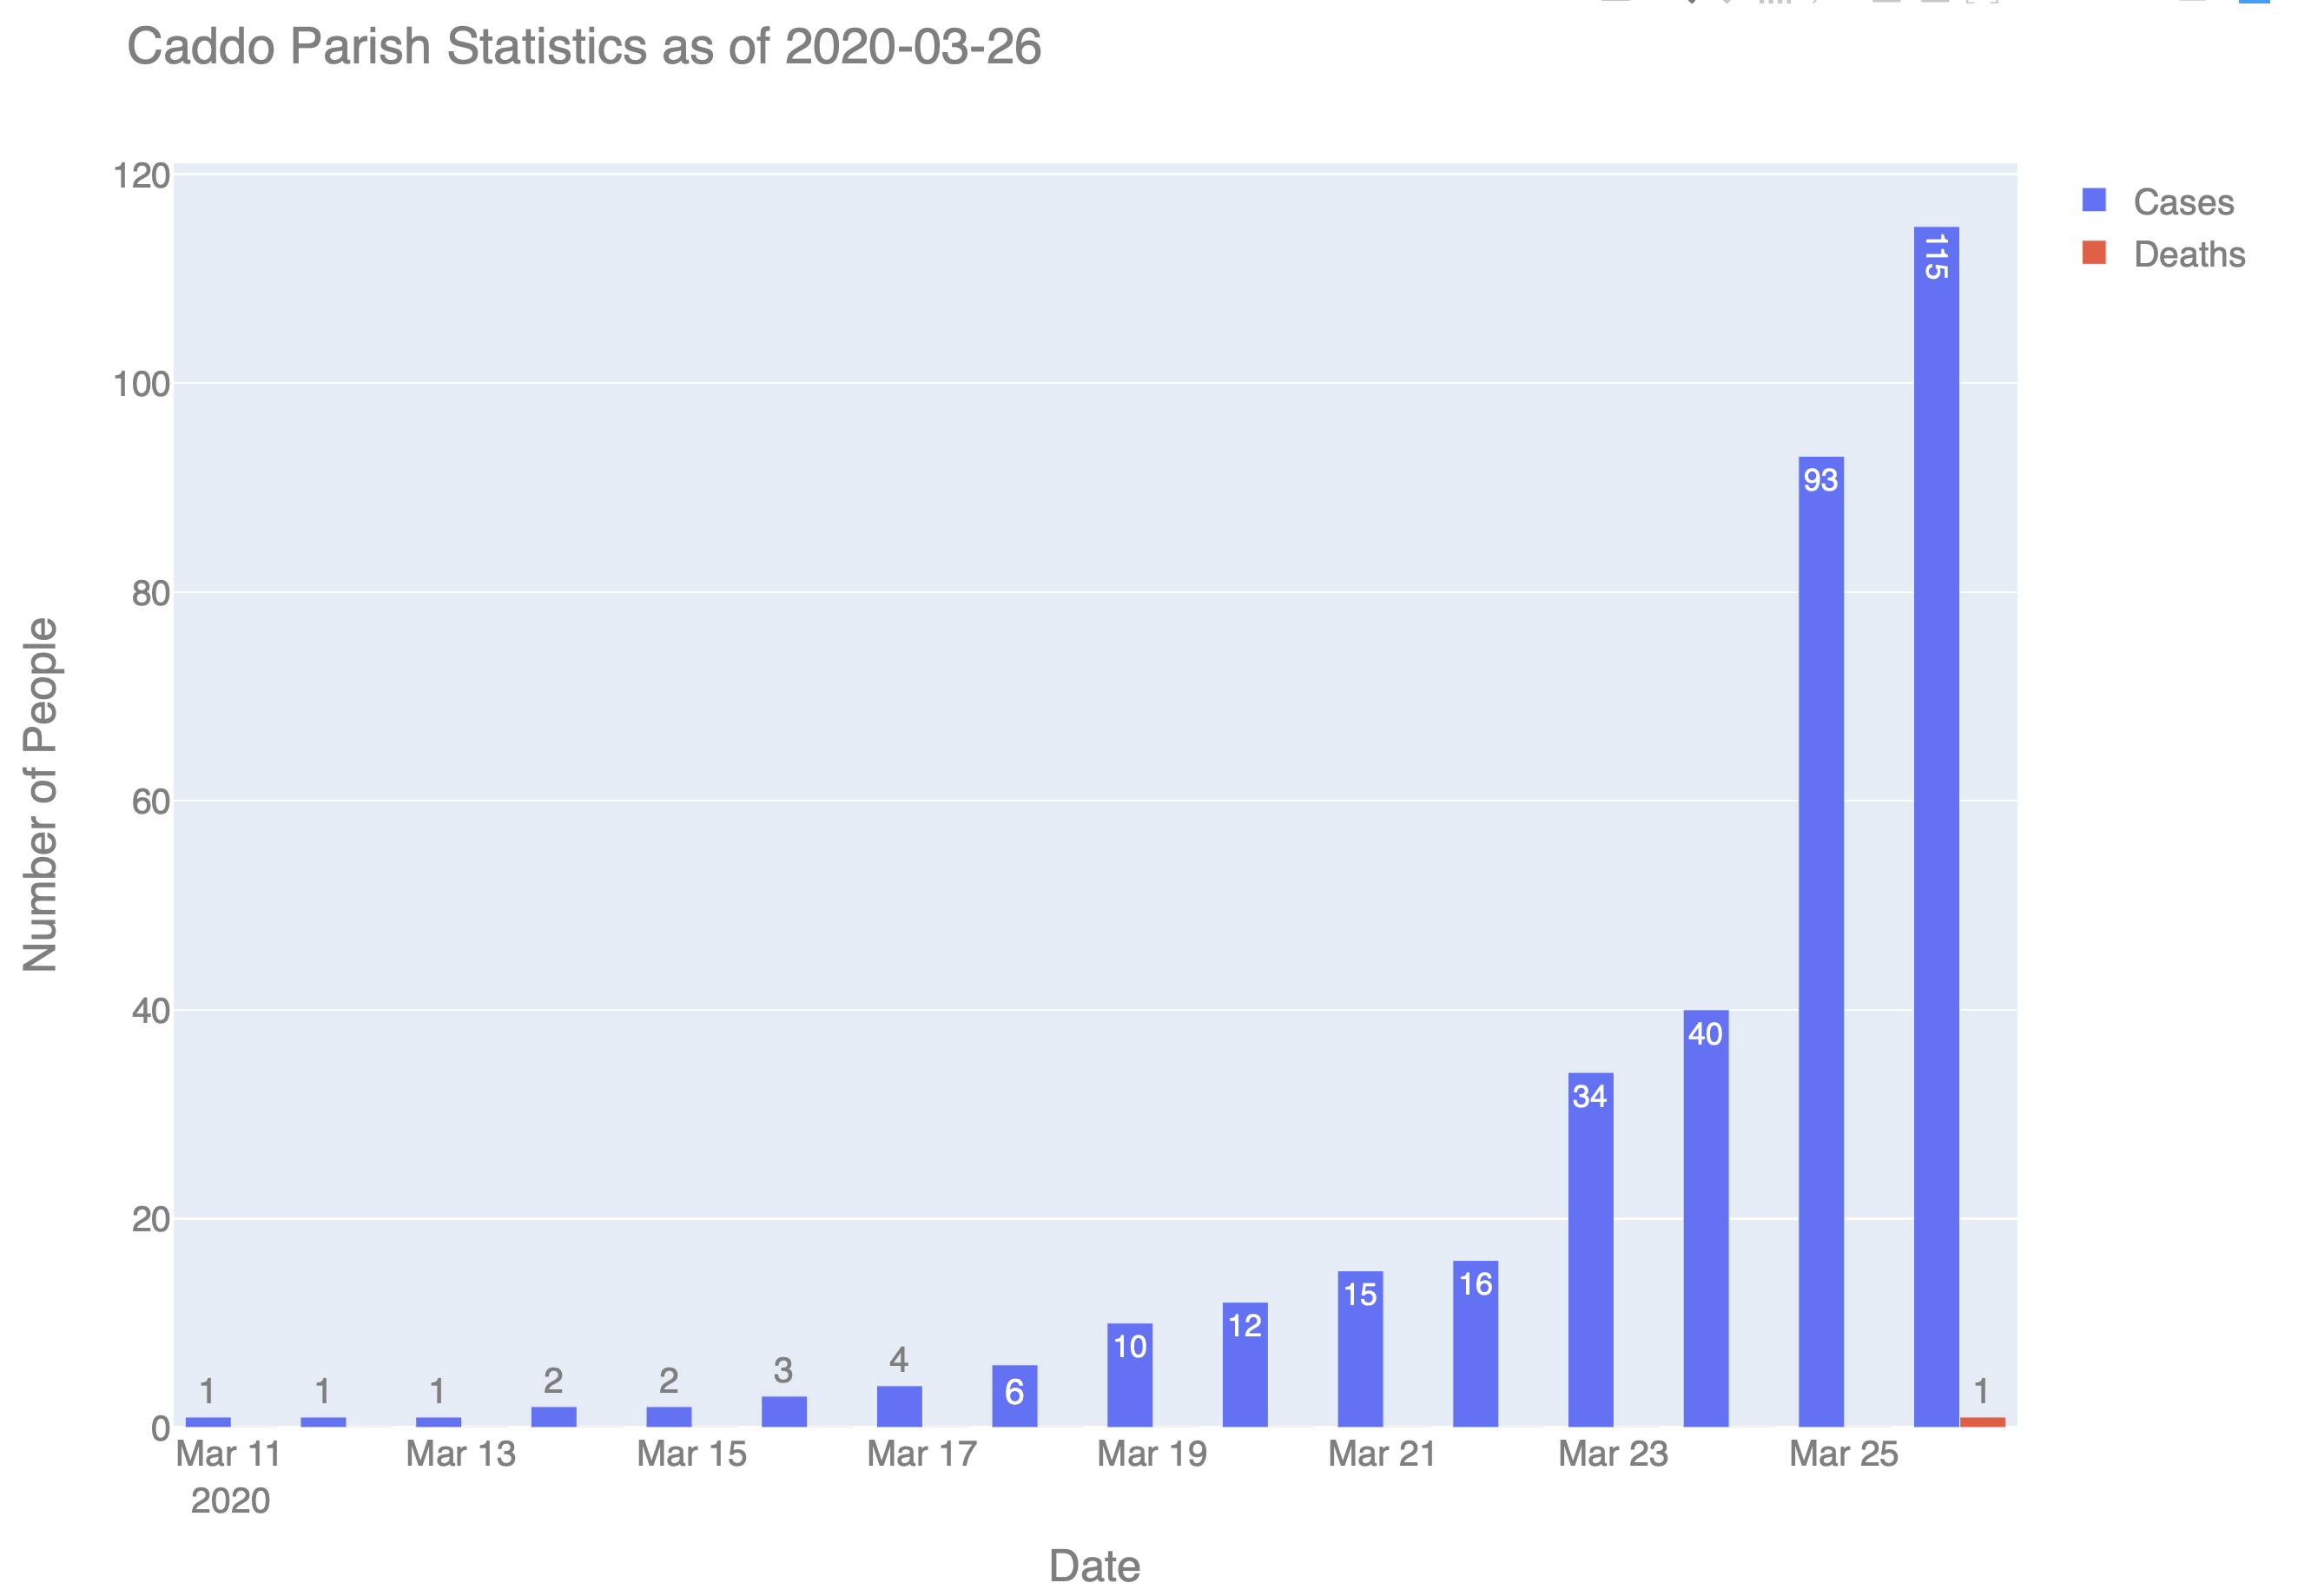 Caddo Parish Statistics as of 2020-03-26
120
100
80
60
40
20
0
Number of People
Cases
Deaths
1
1
1
2
2
3
4
6
10
12
15
16
34
40
93
115
1
Mar 11
2020
Mar 13
Mar 15
Mar 17
Mar 19
Mar 21
Mar 23
Mar 25
Date